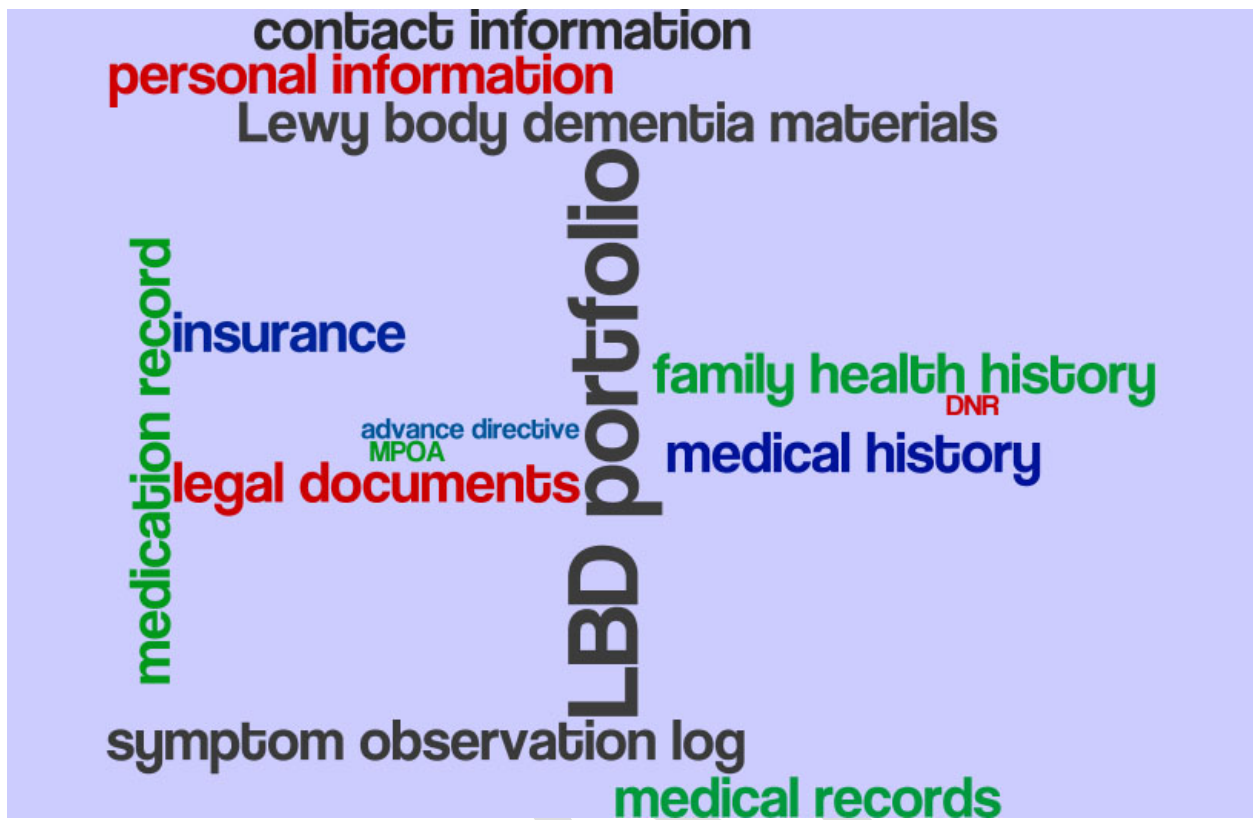 contact information
personal information
Lewy body dementia materials
LBD portfolio
medication record
insurance
family health history
DNR
advance directive
MPOA
medical history
legal documents
symptom observation log
medical records